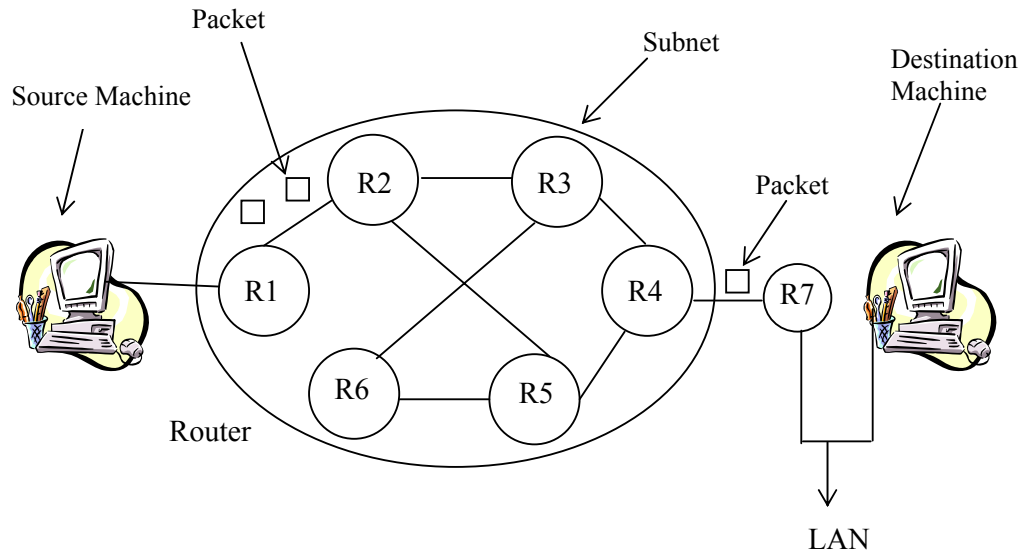 Packet
Subnet
Destination
Machine
Source Machine
Packet
R2
R3
R1
R4
R7
R6
R5
Router
LAN